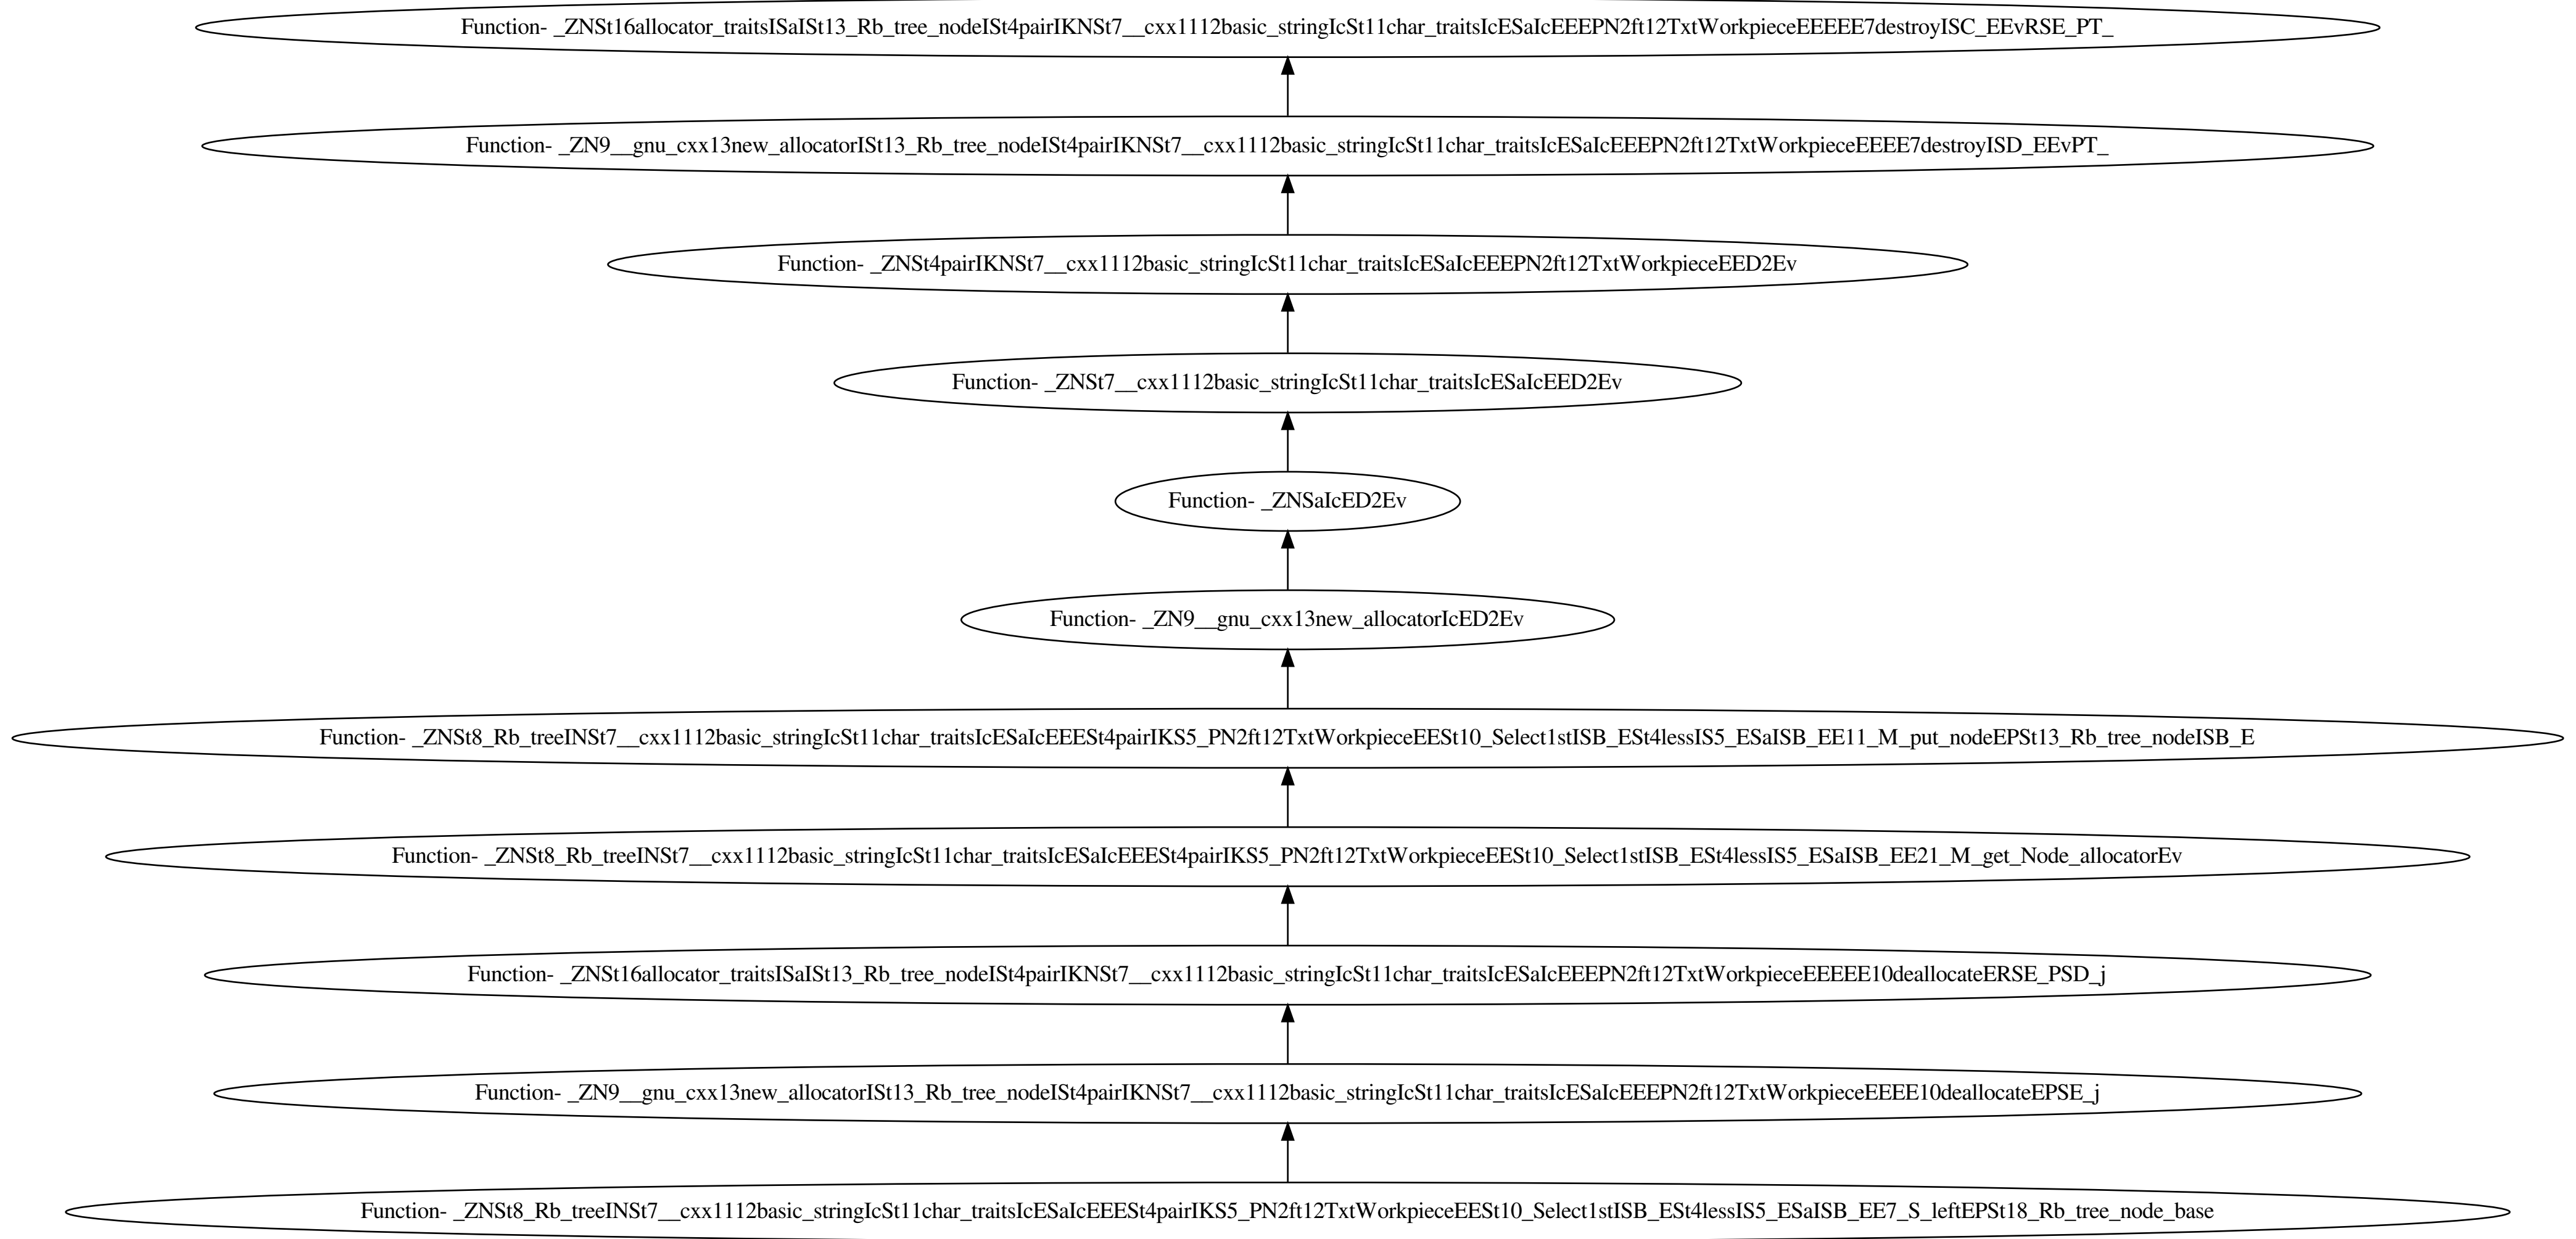 Function- _ZNSt16allocator_traitsISaISt13_Rb_tree_nodeISt4pairIKNSt7__cxx1112basic_stringIcSt11char_traitsIcESaIcEEEPN2ft12TxtWorkpieceEEEEE7destroyISC_EEvRSE_PT_
Function- _ZN9__gnu_cxx13new_allocatorISt13_Rb_tree_nodeISt4pairIKNSt7__cxx1112basic_stringIcSt11char_traitsIcESaIcEEEPN2ft12TxtWorkpieceEEEE7destroyISD_EEvPT_
Function- _ZNSt4pairIKNSt7__cxx1112basic_stringIcSt11char_traitsIcESaIcEEEPN2ft12TxtWorkpieceEED2Ev
Function- _ZNSt7__cxx1112basic_stringIcSt11char_traitsIcESaIcEED2Ev
Function- _ZNSaIcED2Ev
Function- _ZN9__gnu_cxx13new_allocatorIcED2Ev
Function- _ZNSt8_Rb_treeINSt7__cxx1112basic_stringIcSt11char_traitsIcESaIcEEESt4pairIKS5_PN2ft12TxtWorkpieceEESt10_Select1stISB_ESt4lessIS5_ESaISB_EE11_M_put_nodeEPSt13_Rb_tree_nodeISB_E
Function- _ZNSt8_Rb_treeINSt7__cxx1112basic_stringIcSt11char_traitsIcESaIcEEESt4pairIKS5_PN2ft12TxtWorkpieceEESt10_Select1stISB_ESt4lessIS5_ESaISB_EE21_M_get_Node_allocatorEv
Function- _ZNSt16allocator_traitsISaISt13_Rb_tree_nodeISt4pairIKNSt7__cxx1112basic_stringIcSt11char_traitsIcESaIcEEEPN2ft12TxtWorkpieceEEEEE10deallocateERSE_PSD_j
Function- _ZN9__gnu_cxx13new_allocatorISt13_Rb_tree_nodeISt4pairIKNSt7__cxx1112basic_stringIcSt11char_traitsIcESaIcEEEPN2ft12TxtWorkpieceEEEE10deallocateEPSE_j
Function- _ZNSt8_Rb_treeINSt7__cxx1112basic_stringIcSt11char_traitsIcESaIcEEESt4pairIKS5_PN2ft12TxtWorkpieceEESt10_Select1stISB_ESt4lessIS5_ESaISB_EE7_S_leftEPSt18_Rb_tree_node_base